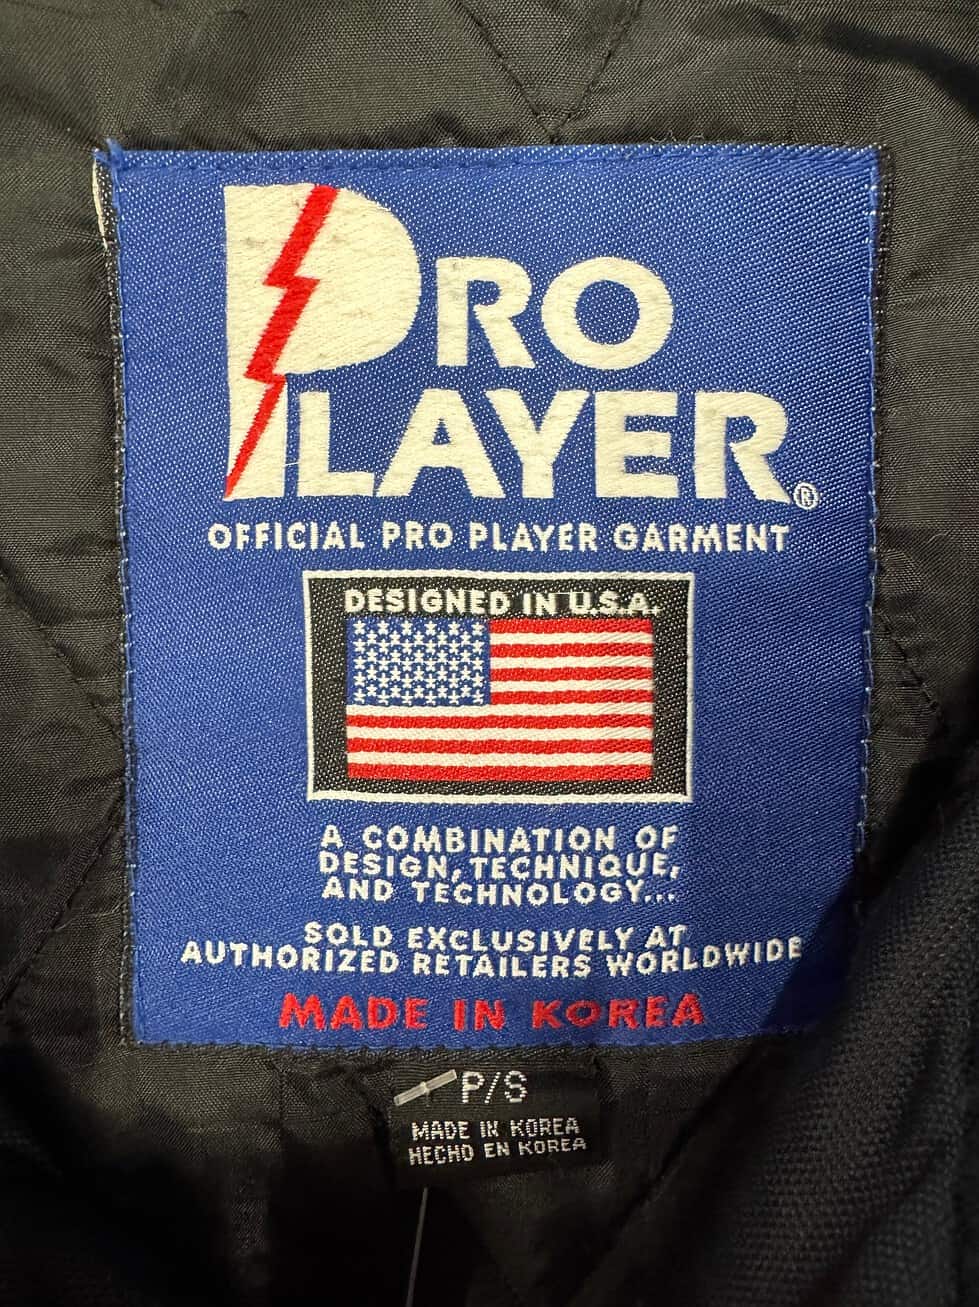 PRO
PLAYER®
OFFICIAL PRO PLAYER GARMENT
DESIGNED IN U.S.A.
A COMBINATION OF
DESIGN, TECHNIQUE,
AND TECHNOLOGY...
SOLD EXCLUSIVELY AT
AUTHORIZED RETAILERS WORLDWIDE
MADE IN KOREA
P/S
MADE IN KOREA
HECHO EN KOREA